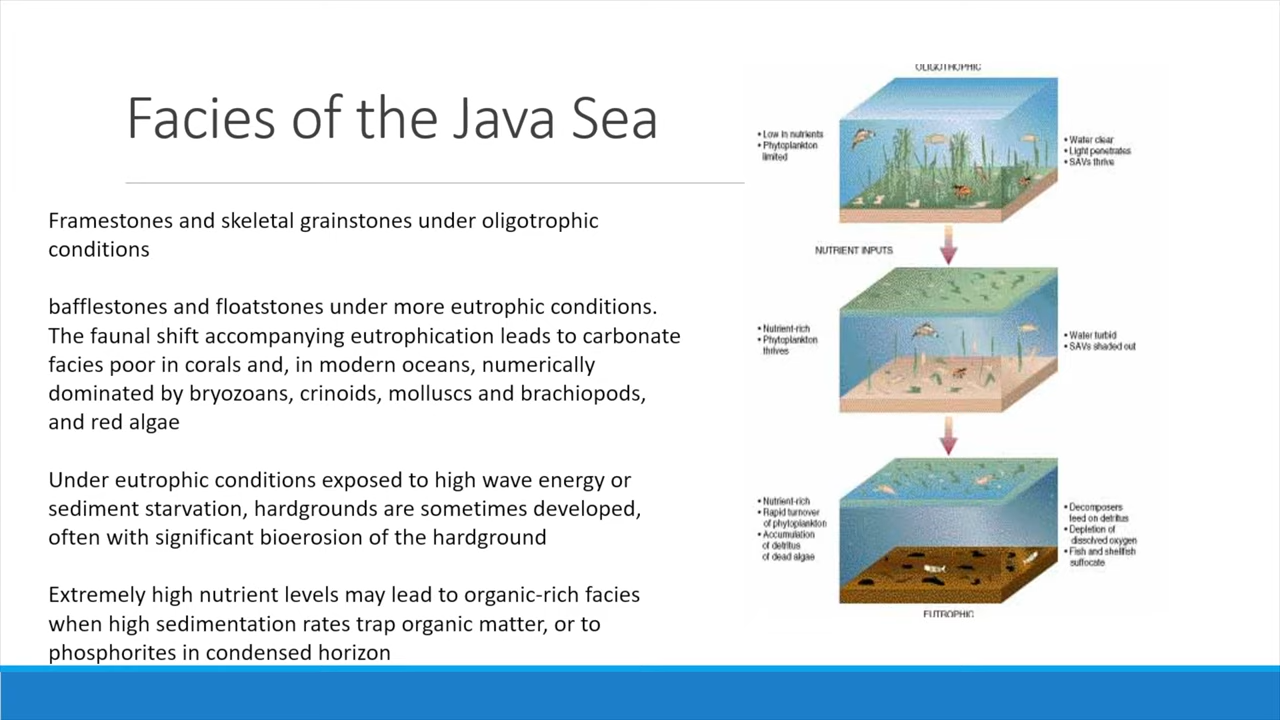 Facies of the Java Sea
Framestones and skeletal grainstones under oligotrophic
conditions
bafflestones and floatstones under more eutrophic conditions.
The faunal shift accompanying eutrophication leads to carbonate
facies poor in corals and, in modern oceans, numerically
dominated by bryozoans, crinoids, molluscs and brachiopods,
and red algae
Under eutrophic conditions exposed to high wave energy or
sediment starvation, hardgrounds are sometimes developed,
often with significant bioerosion of the hardground
Extremely high nutrient levels may lead to organic-rich facies
when high sedimentation rates trap organic matter, or to
phosphorites in condensed horizon
OLIGOTROPHIC
• Low in nutrients
• Phytoplankton
limited
• Water clear
• Light penetrates
• SAVs thrive
NUTRIENT INPUTS
• Nutrient-rich
• Phytoplankton
thrives
• Water turbid
• SAVs shaded out
• Nutrient-rich
• Rapid turnover
of phytoplankton
• Accumulation
of detritus
of dead algae
• Decomposers
feed on detritus
• Depletion of
dissolved oxygen
• Fish and shellfish
suffocate
EUTROPHIC